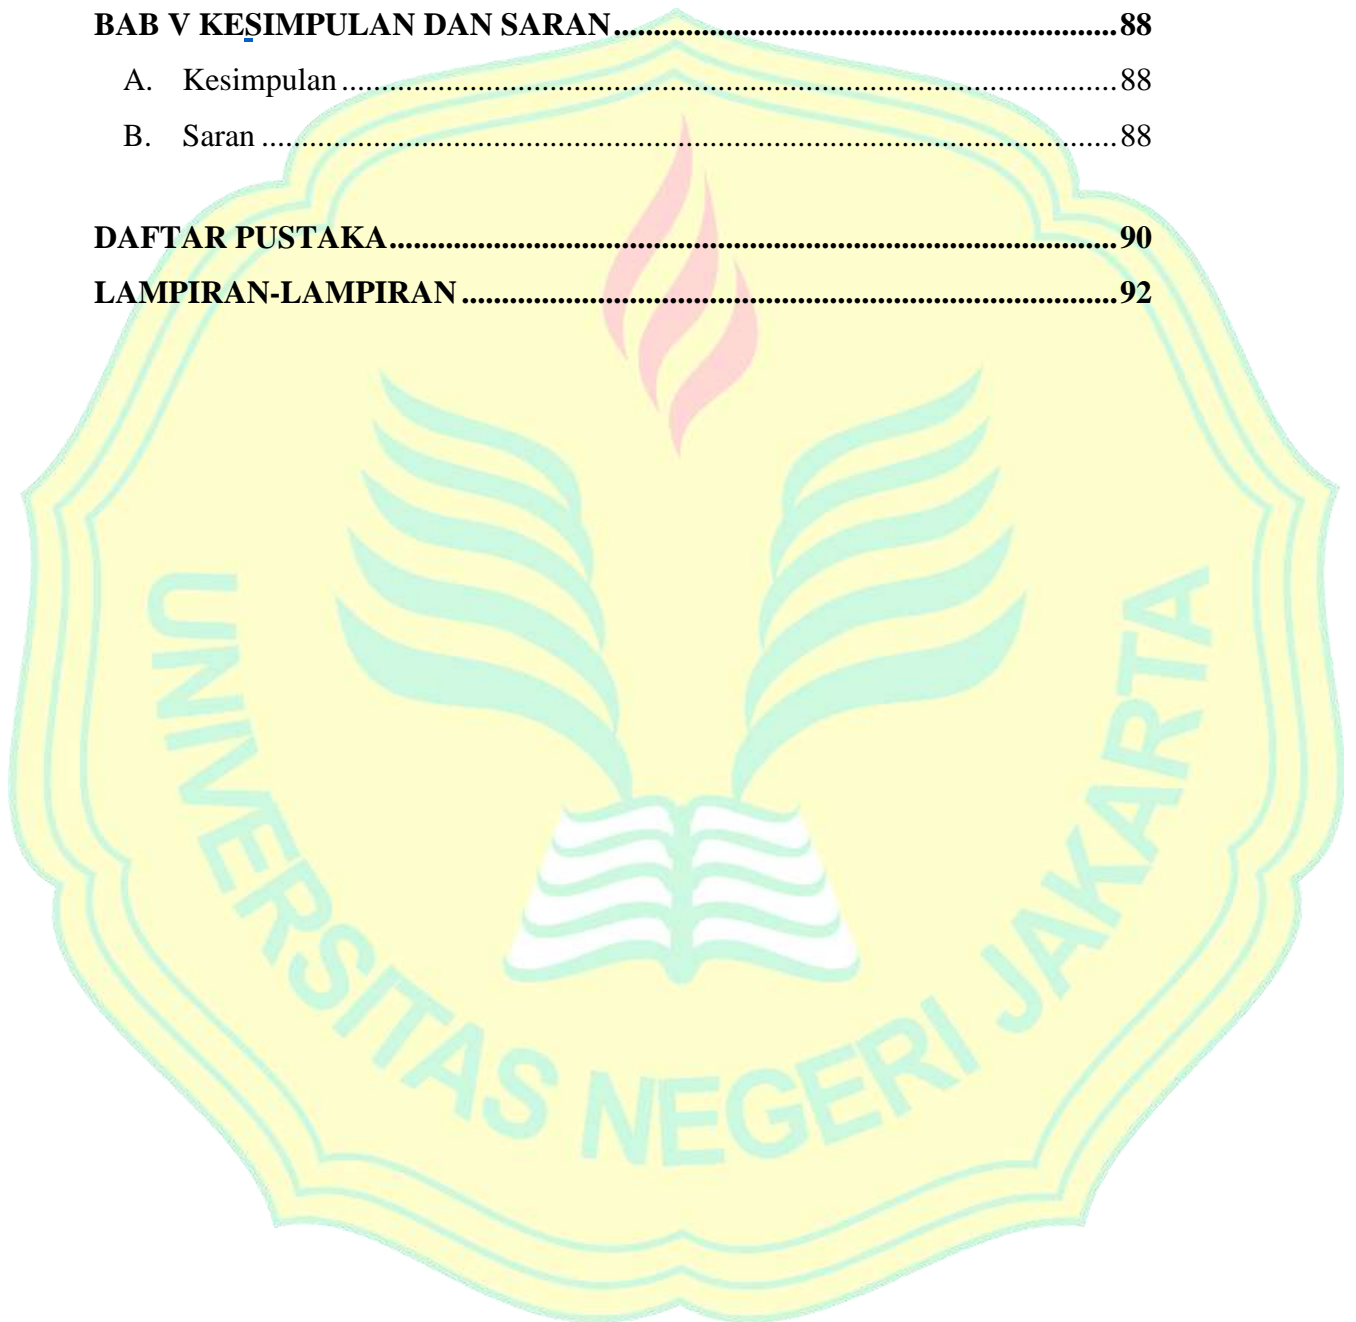 BAB V KESIMPULAN DAN SARAN........................................................88
A. Kesimpulan........................................................88
B. Saran........................................................88
DAFTAR PUSTAKA........................................................90
LAMPIRAN-LAMPIRAN........................................................92
UNIVERSITAS NEGERI JAKARTA